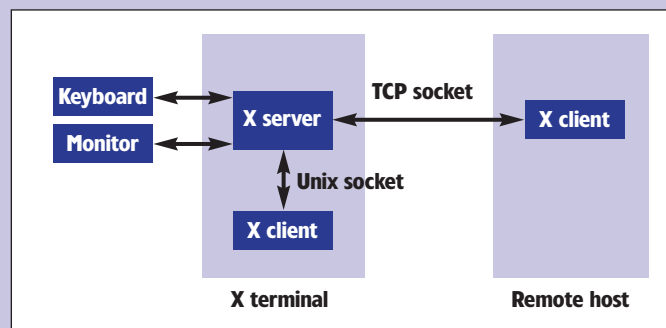 Keyboard
Monitor
X server
TCP socket
X client
Unix socket
X client
X terminal
Remote host